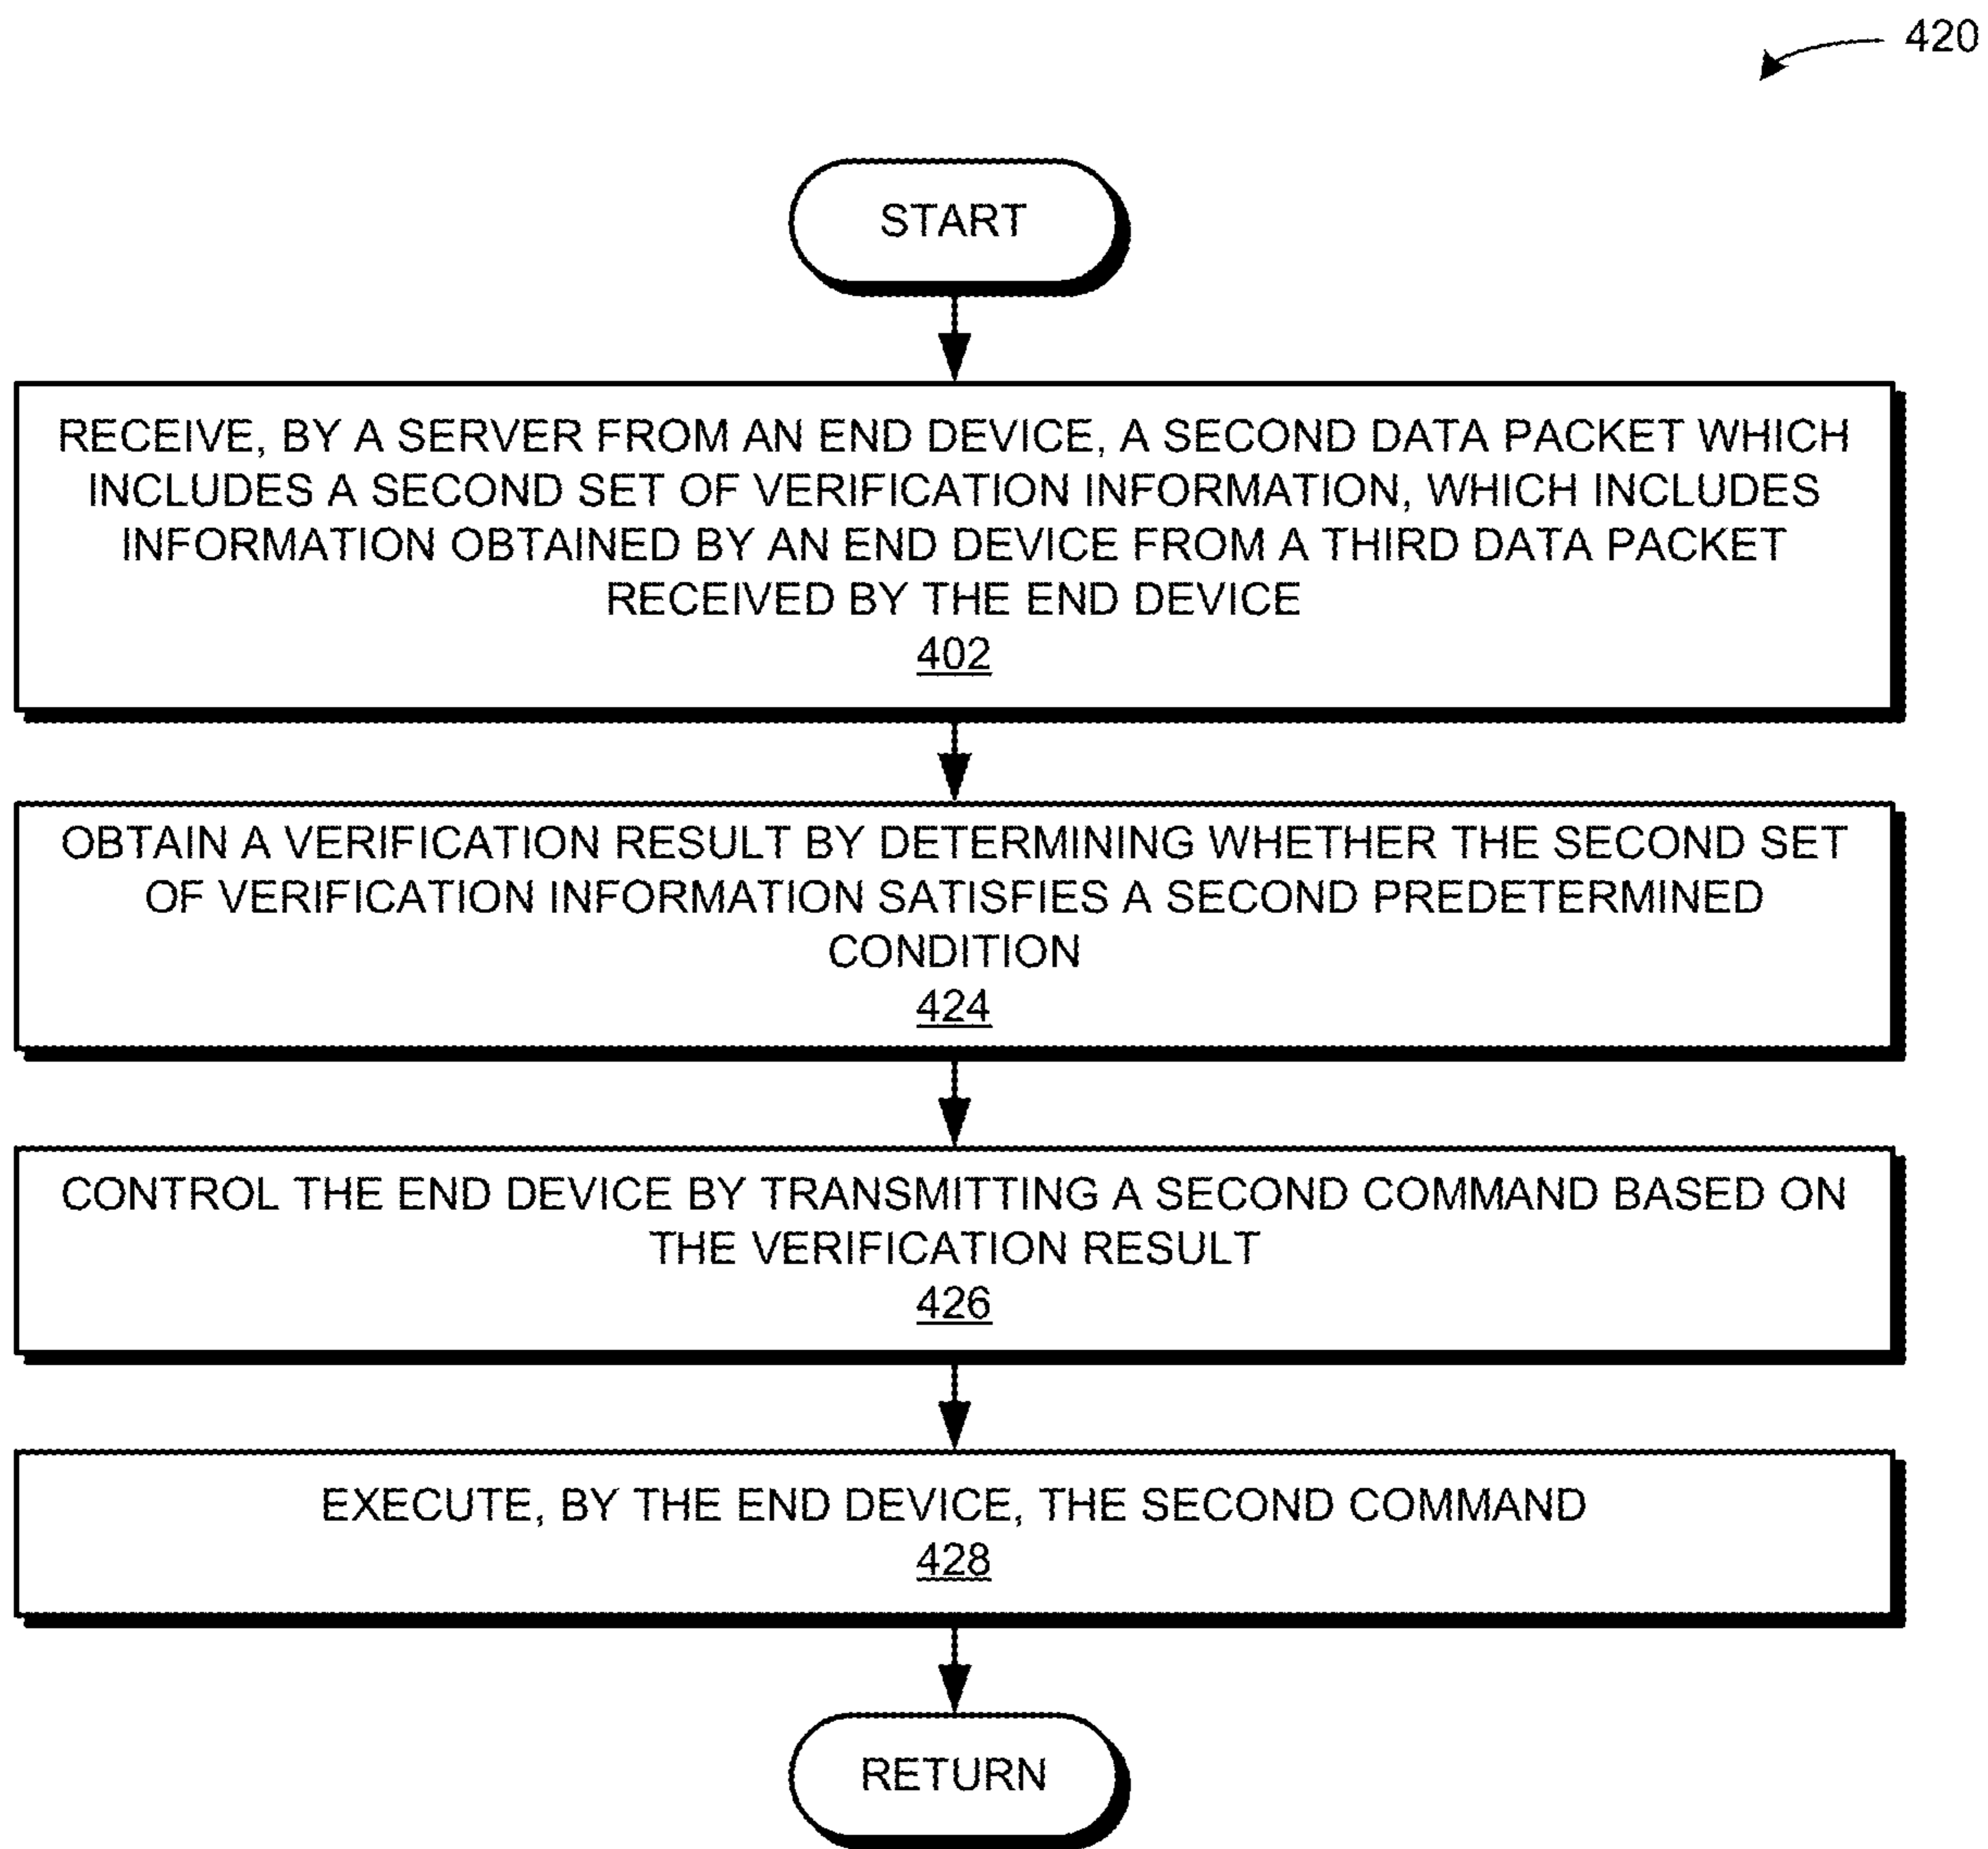 420
START
RECEIVE, BY A SERVER FROM AN END DEVICE, A SECOND DATA PACKET WHICH
INCLUDES A SECOND SET OF VERIFICATION INFORMATION, WHICH INCLUDES
INFORMATION OBTAINED BY AN END DEVICE FROM A THIRD DATA PACKET
RECEIVED BY THE END DEVICE
402
OBTAIN A VERIFICATION RESULT BY DETERMINING WHETHER THE SECOND SET
OF VERIFICATION INFORMATION SATISFIES A SECOND PREDETERMINED
CONDITION
424
CONTROL THE END DEVICE BY TRANSMITTING A SECOND COMMAND BASED ON
THE VERIFICATION RESULT
426
EXECUTE, BY THE END DEVICE, THE SECOND COMMAND
428
RETURN